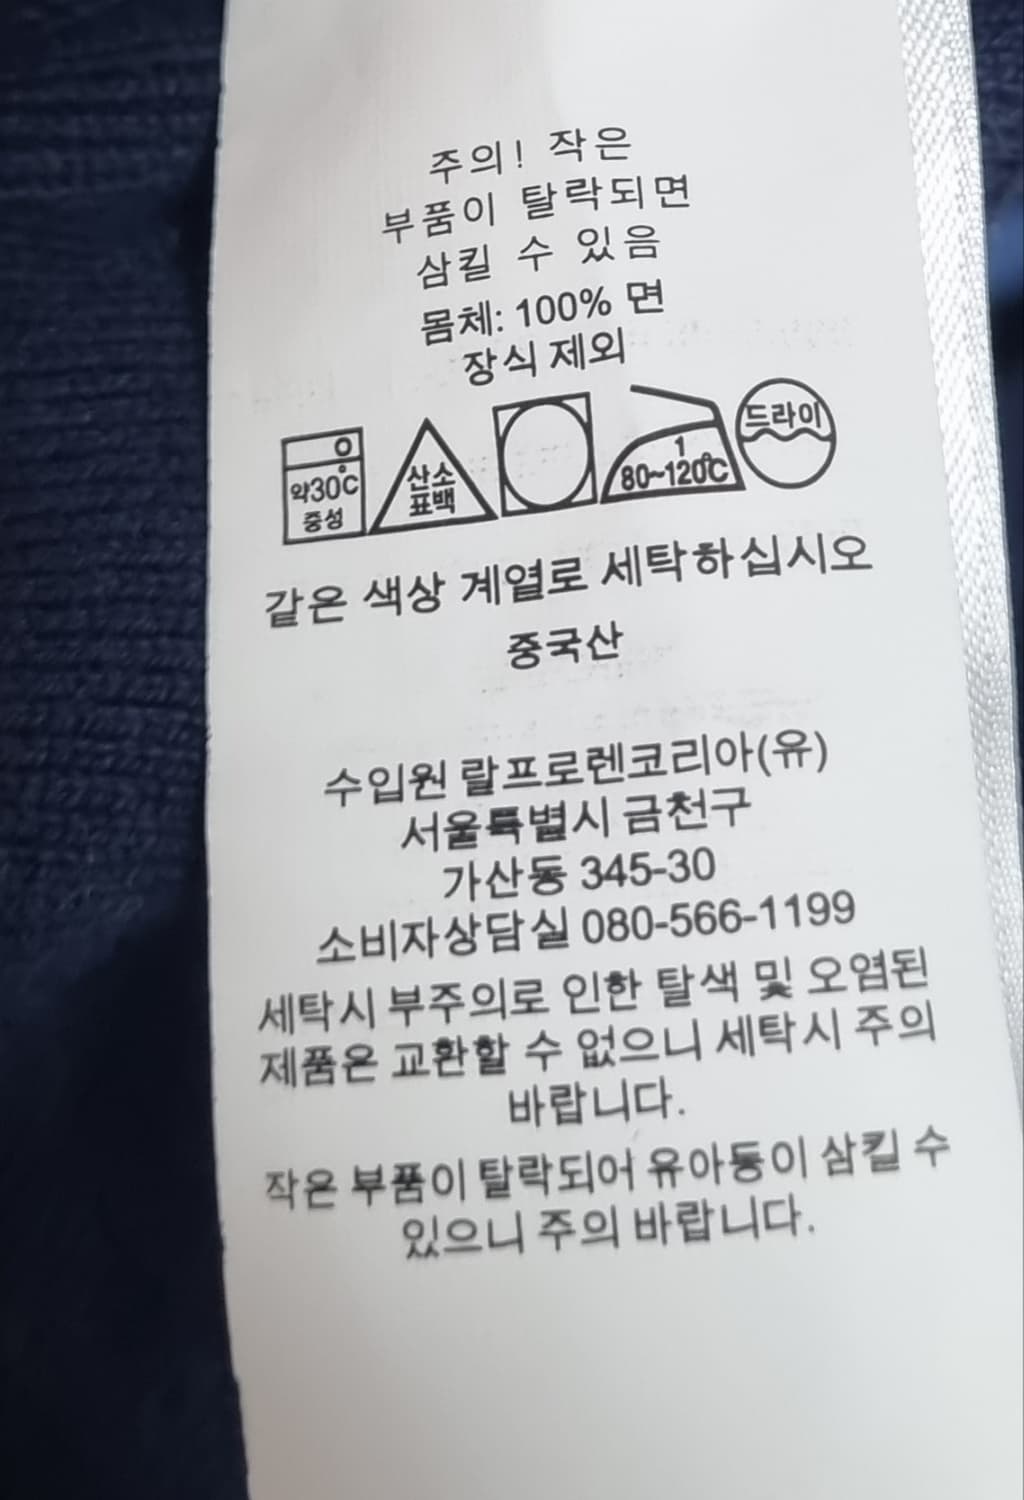 주의! 작은
부품이 탈락되면
삼킬 수 있음
몸체: 100% 면
장식 제외
약30°C
중성
산소
표백
1
80~120°C
드라이
같은 색상 계열로 세탁하십시오
중국산
수입원 랄프로렌코리아(유)
서울특별시 금천구
가산동 345-30
소비자상담실 080-566-1199
세탁시 부주의로 인한 탈색 및 오염된
제품은 교환할 수 없으니 세탁시 주의
바랍니다.
작은 부품이 탈락되어 유아동이 삼킬 수
있으니 주의 바랍니다.